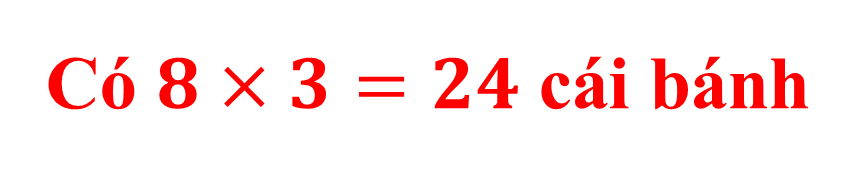 Có 8 × 3 = 24 cái bánh